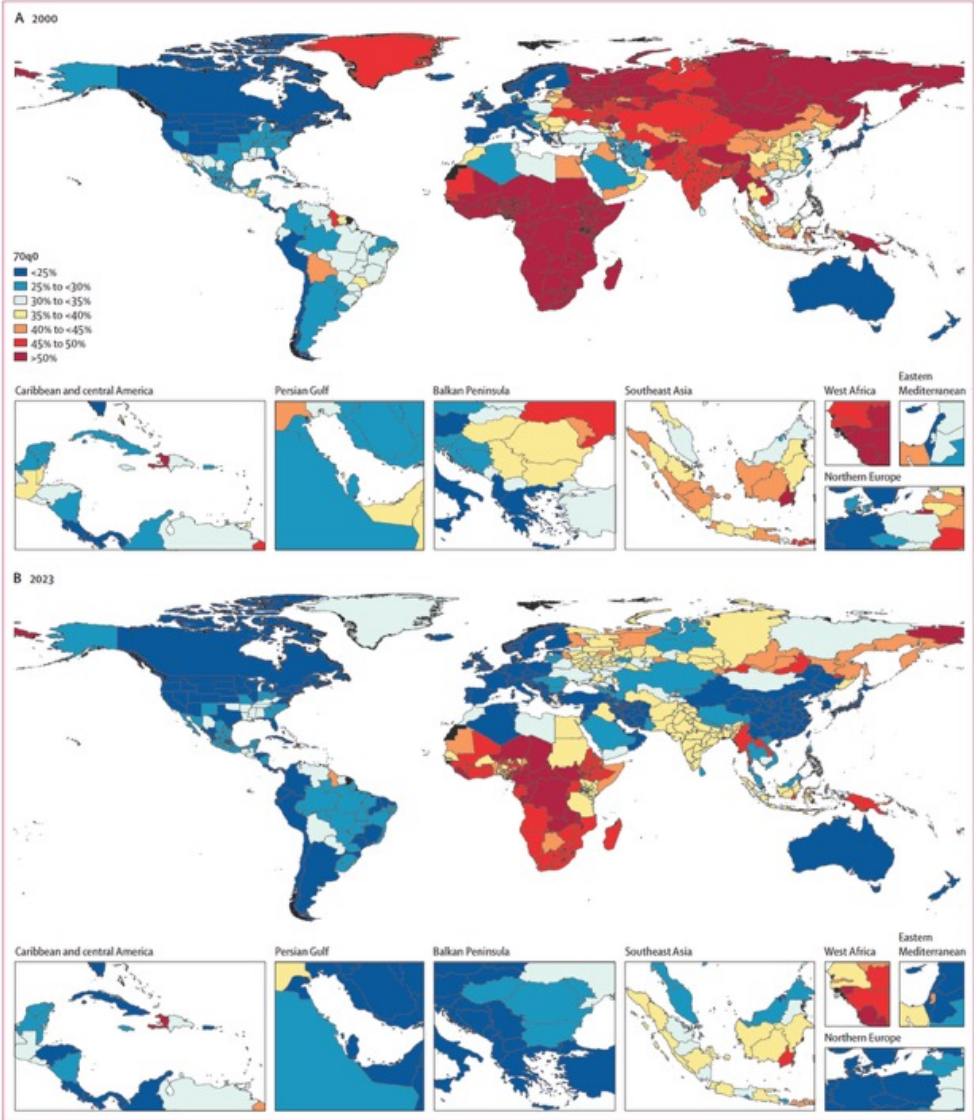 A 2000
70q0
<25%
25% to <30%
30% to <35%
35% to <40%
40% to <45%
45% to 50%
>50%
Caribbean and central America
Persian Gulf
Balkan Peninsula
Southeast Asia
West Africa
Eastern
Mediterranean
Northern Europe
B 2023
Caribbean and central America
Persian Gulf
Balkan Peninsula
Southeast Asia
West Africa
Eastern
Mediterranean
Northern Europe